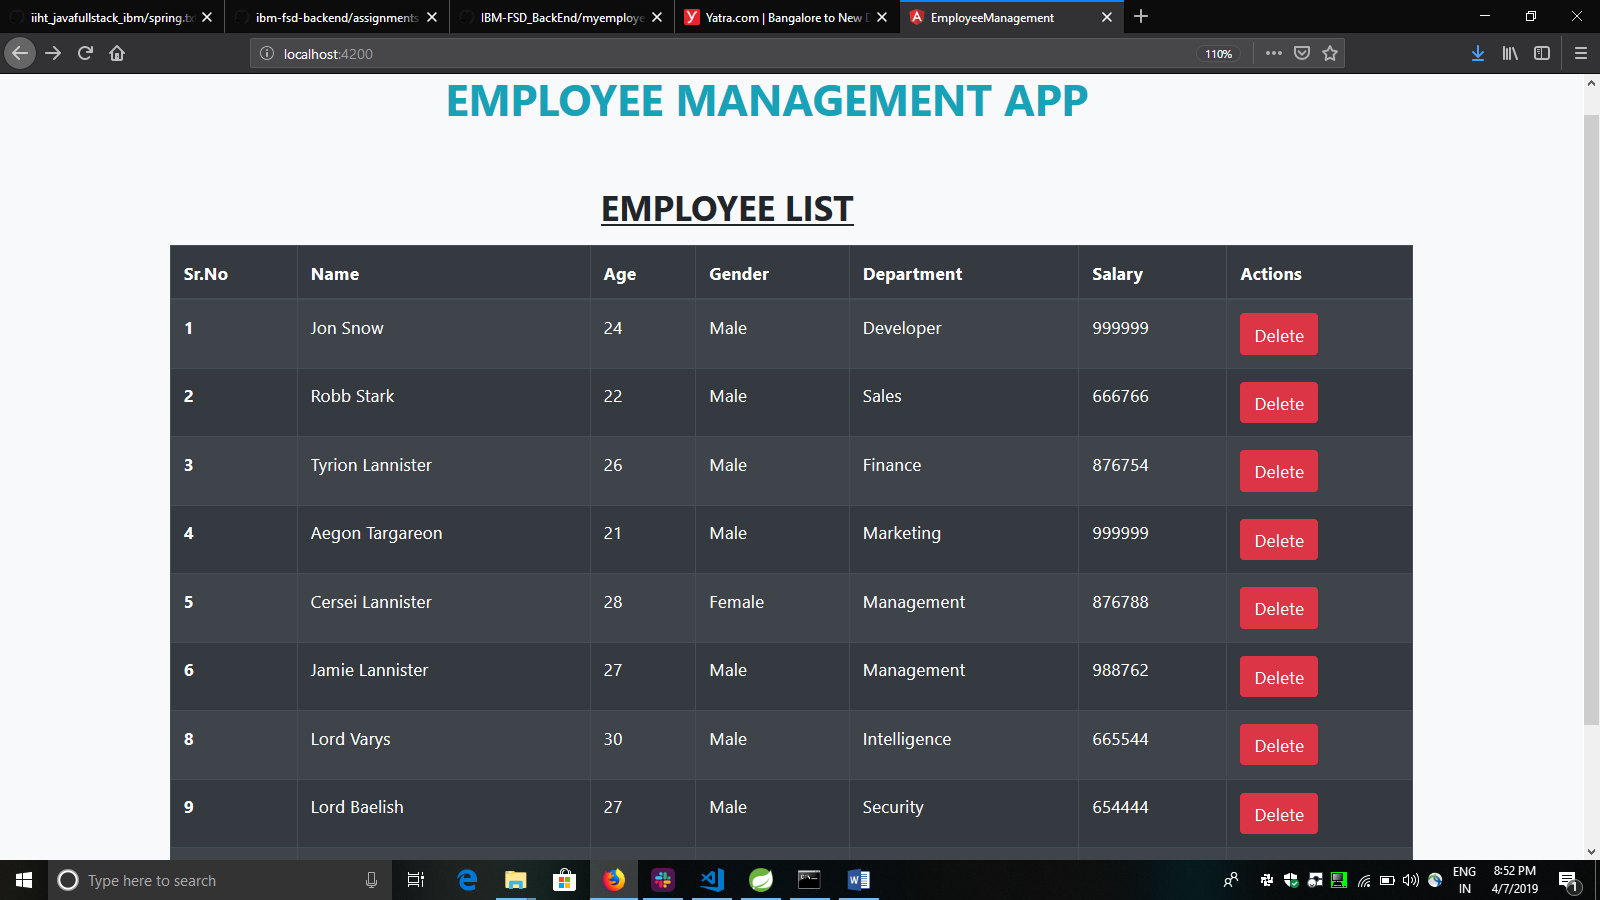 iiht_javafullstack_ibm/spring.tx
ibm-fsd-backend/assignments
IBM-FSD_BackEnd/myemploye
Yatra.com | Bangalore to New D
EmployeeManagement
localhost:4200
110%
EMPLOYEE MANAGEMENT APP
EMPLOYEE LIST
Sr.No Name Age Gender Department Salary Actions
1 Jon Snow 24 Male Developer 999999 Delete
2 Robb Stark 22 Male Sales 666766 Delete
3 Tyrion Lannister 26 Male Finance 876754 Delete
4 Aegon Targareon 21 Male Marketing 999999 Delete
5 Cersei Lannister 28 Female Management 876788 Delete
6 Jamie Lannister 27 Male Management 988762 Delete
8 Lord Varys 30 Male Intelligence 665544 Delete
9 Lord Baelish 27 Male Security 654444 Delete
Type here to search
ENG
IN
8:52 PM
4/7/2019
1